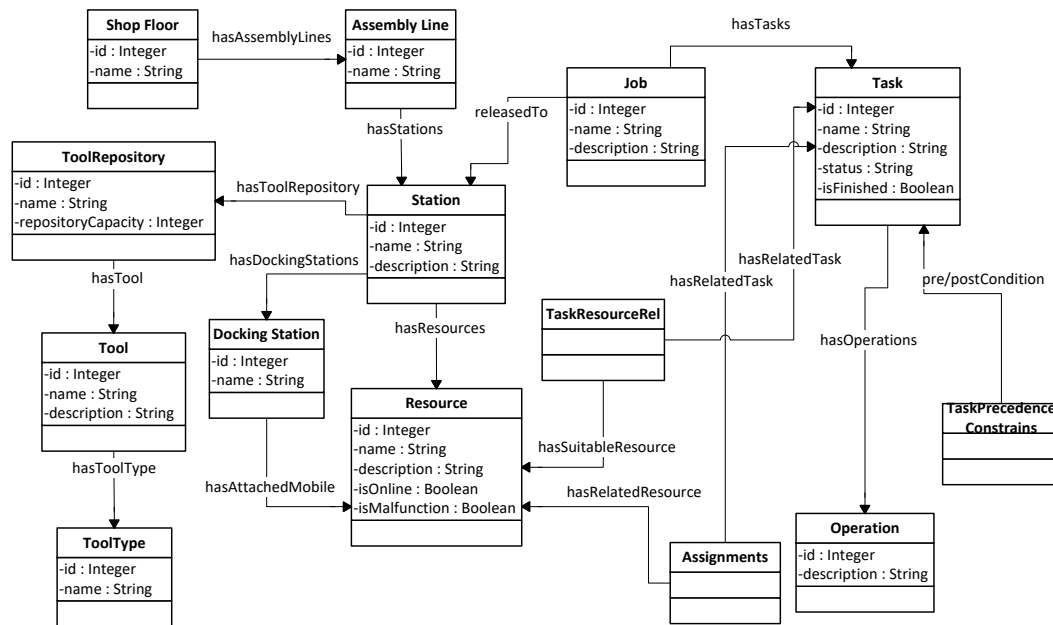 Shop Floor
-id : Integer
-name : String
hasAssemblyLines
Assembly Line
-id : Integer
-name : String
hasTasks
Job
-id : Integer
-name : String
-description : String
releasedTo
Task
-id : Integer
-name : String
-description : String
-status : String
-isFinished : Boolean
hasStations
ToolRepository
-id : Integer
-name : String
-repositoryCapacity : Integer
hasToolRepository
Station
-id : Integer
-name : String
-description : String
hasDockingStations
hasTool
hasRelatedTask
hasRelatedTask
pre/postCondition
Docking Station
-id : Integer
-name : String
hasResources
TaskResourceRel
hasOperations
Tool
-id : Integer
-name : String
-description : String
Resource
-id : Integer
-name : String
-description : String
-isOnline : Boolean
-isMalfunction : Boolean
TaskPrecedence
Constrains
hasSuitableResource
hasToolType
hasAttachedMobile
hasRelatedResource
ToolType
-id : Integer
-name : String
Assignments
Operation
-id : Integer
-description : String